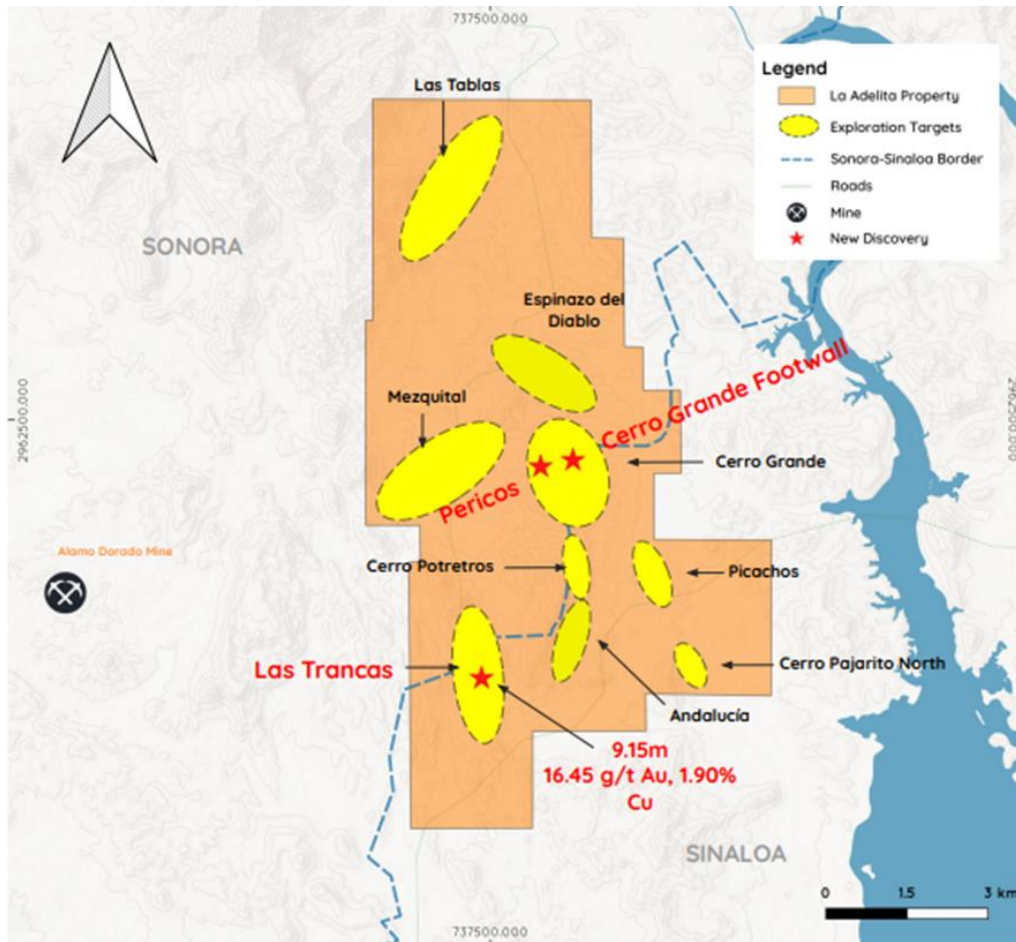 737500.000
Legend
La Adelita Property
Exploration Targets
Sonora-Sinaloa Border
Roads
Mine
New Discovery
Las Tablas
SONORA
Espinazo del
Diablo
Cerro Grande Footwall
Mezquital
2962500.000
2962500.000
Cerro Grande
Pericos
Alamo Dorado Mine
Cerro Potretros
Picachos
Las Trancas
Cerro Pajarito North
Andalucía
9.15m
16.45 g/t Au, 1.90%
Cu
SINALOA
0 1.5 3 km
737500.000